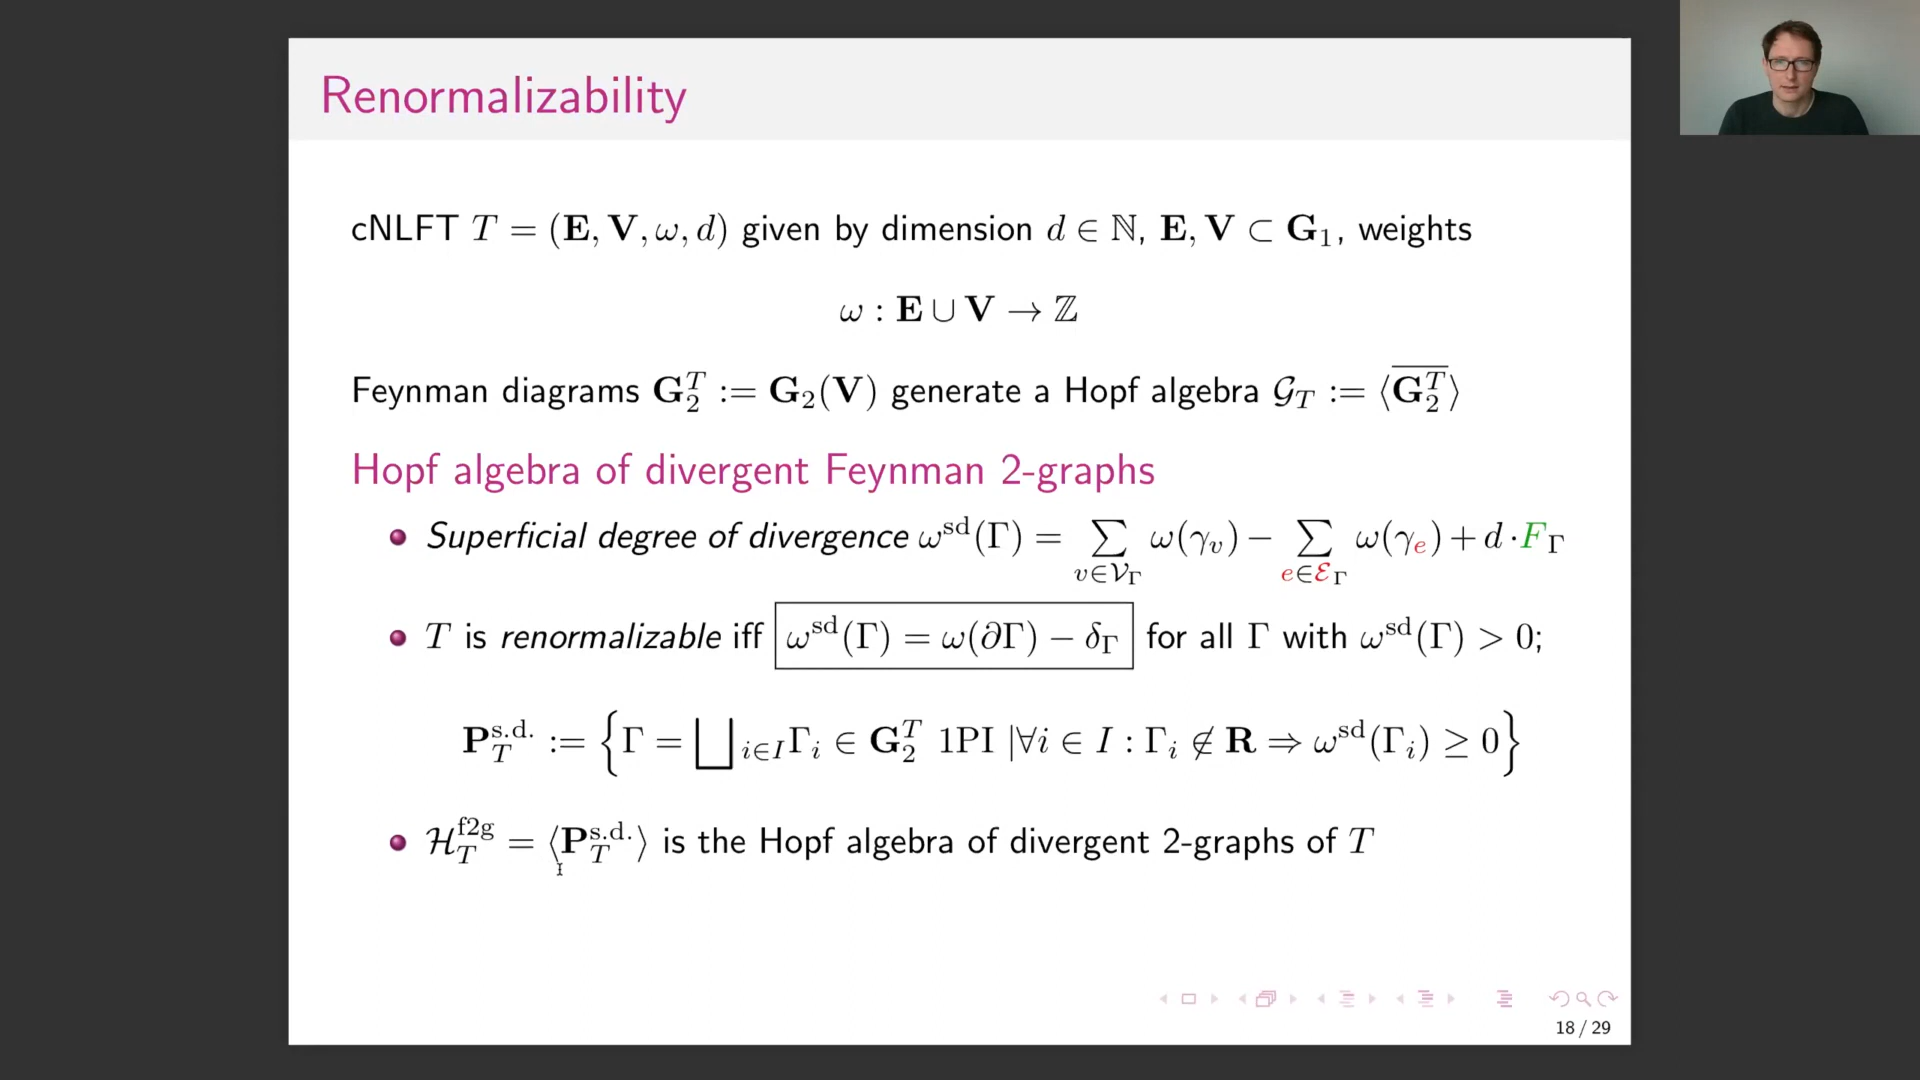 Renormalizability
cNLFT T = (E, V, ω, d) given by dimension d ∈ ℕ, E, V ⊂ G₁, weights
ω : E ∪ V → ℤ
Feynman diagrams G₂ᵀ := G₂(V) generate a Hopf algebra 𝒢_T := ⟨\overline{G₂ᵀ}⟩
Hopf algebra of divergent Feynman 2-graphs
• Superficial degree of divergence ω^{sd}(Γ) = ∑_{v∈𝒱_Γ} ω(γ_v) − ∑_{e∈ℰ_Γ} ω(γ_e) + d · F_Γ
• T is renormalizable iff ω^{sd}(Γ) = ω(∂Γ) − δ_Γ for all Γ with ω^{sd}(Γ) > 0;
P_T^{s.d.} := {Γ = ⨆_{i∈I} Γ_i ∈ G₂ᵀ 1PI |∀i ∈ I : Γ_i ∉ R ⇒ ω^{sd}(Γ_i) ≥ 0}
• ℋ_T^{f2g} = ⟨P_T^{s.d.}⟩ is the Hopf algebra of divergent 2-graphs of T
18 / 29